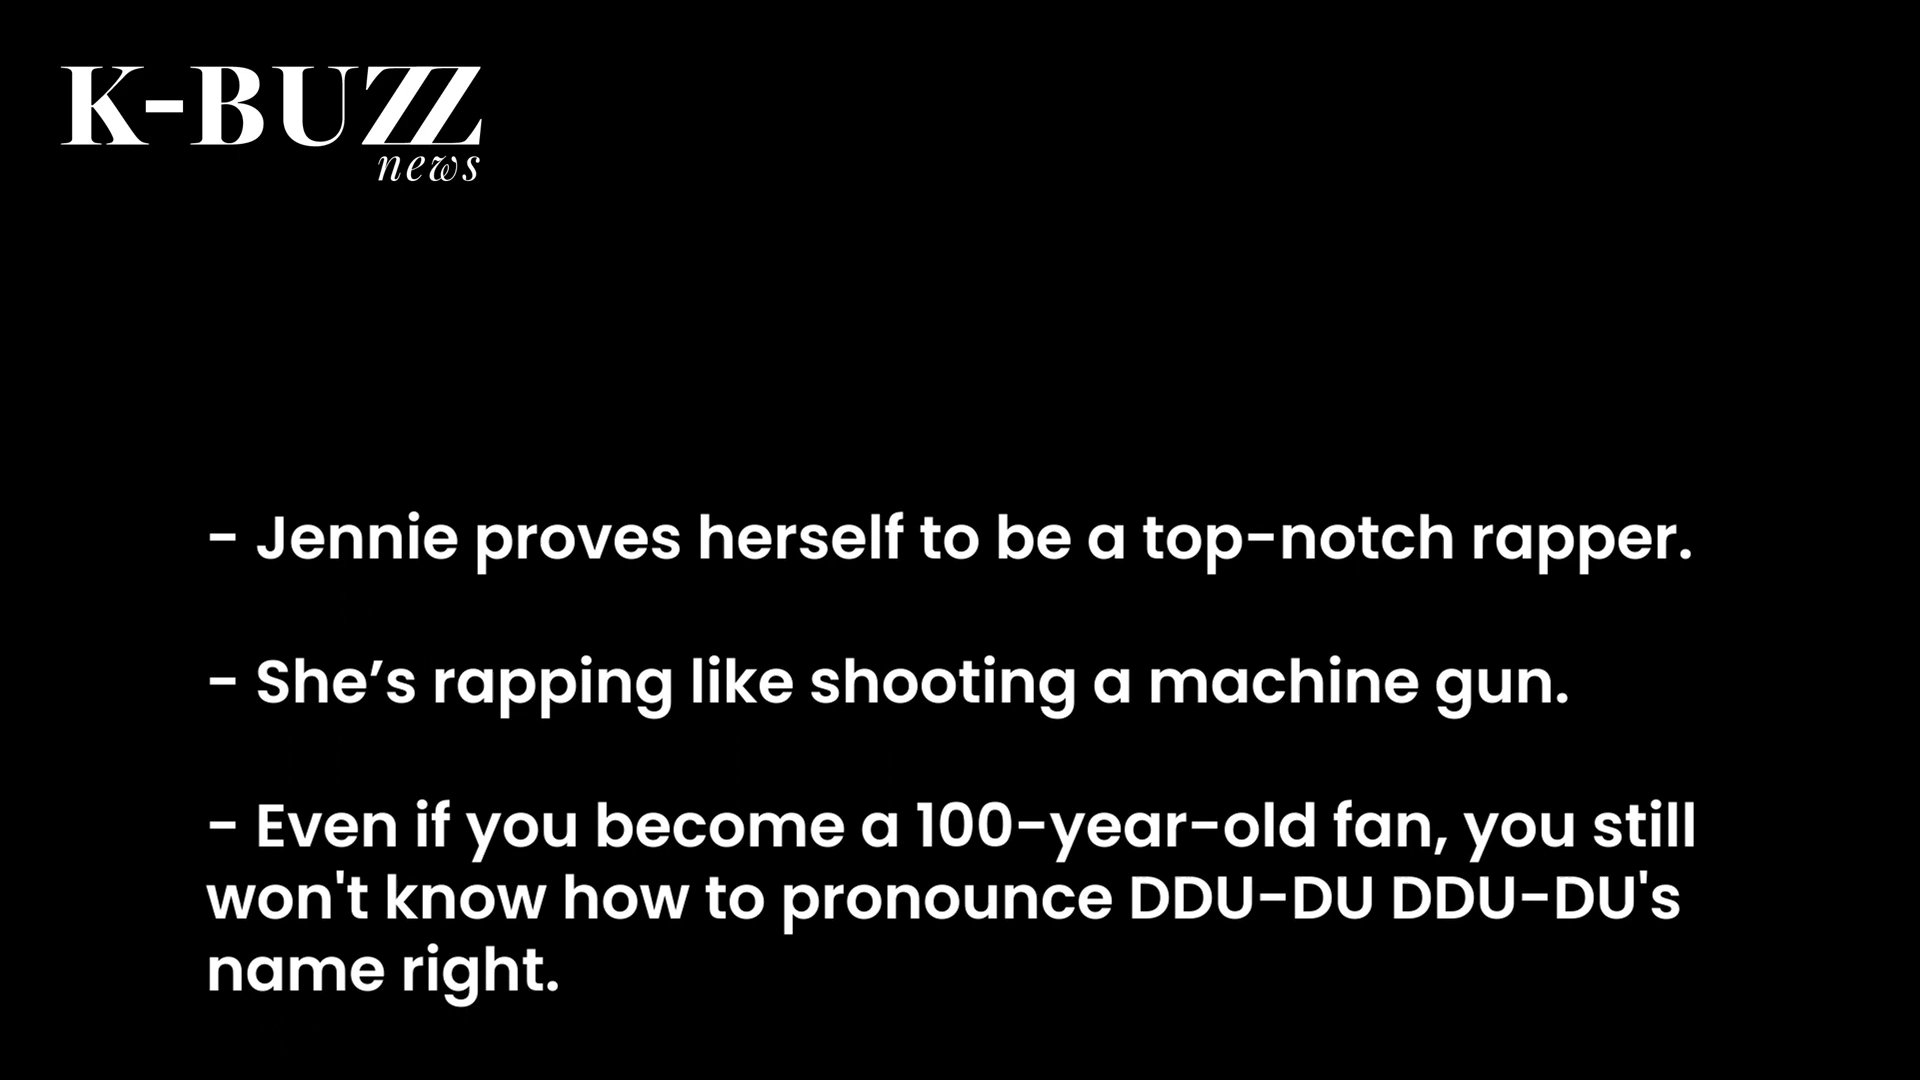 K-BUZZ
news
- Jennie proves herself to be a top-notch rapper.
- She’s rapping like shooting a machine gun.
- Even if you become a 100-year-old fan, you still
won't know how to pronounce DDU-DU DDU-DU's
name right.